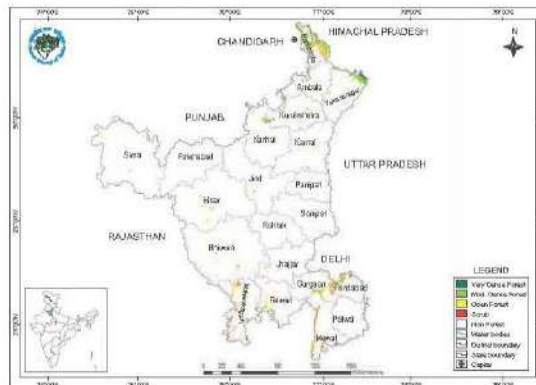 HIMACHAL PRADESH
CHANDIGARH
N
Ambala
Yamunanagar
PUNJAB
Kurukshetra
Kaithal
Karnal
UTTAR PRADESH
Sirsa
Fatehabad
Jind
Panipat
Hisar
Sonipat
Rohtak
RAJASTHAN
Bhiwani
DELHI
Jhajjar
Gurgaon
Faridabad
Rewari
Palwal
Mewat
LEGEND
Very Dense Forest
Mod. Dense Forest
Open Forest
Scrub
Non Forest
Water bodies
District boundary
State boundary
Capital